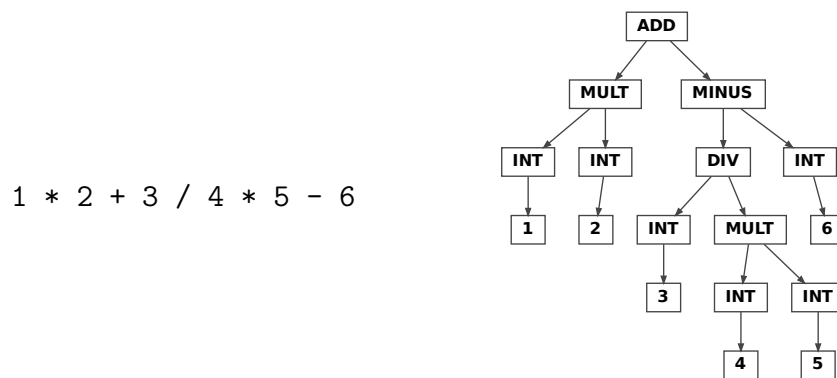 1 * 2 + 3 / 4 * 5 - 6
ADD
MULT MINUS
INT INT DIV INT
1 2 INT MULT 6
3 INT INT
4 5